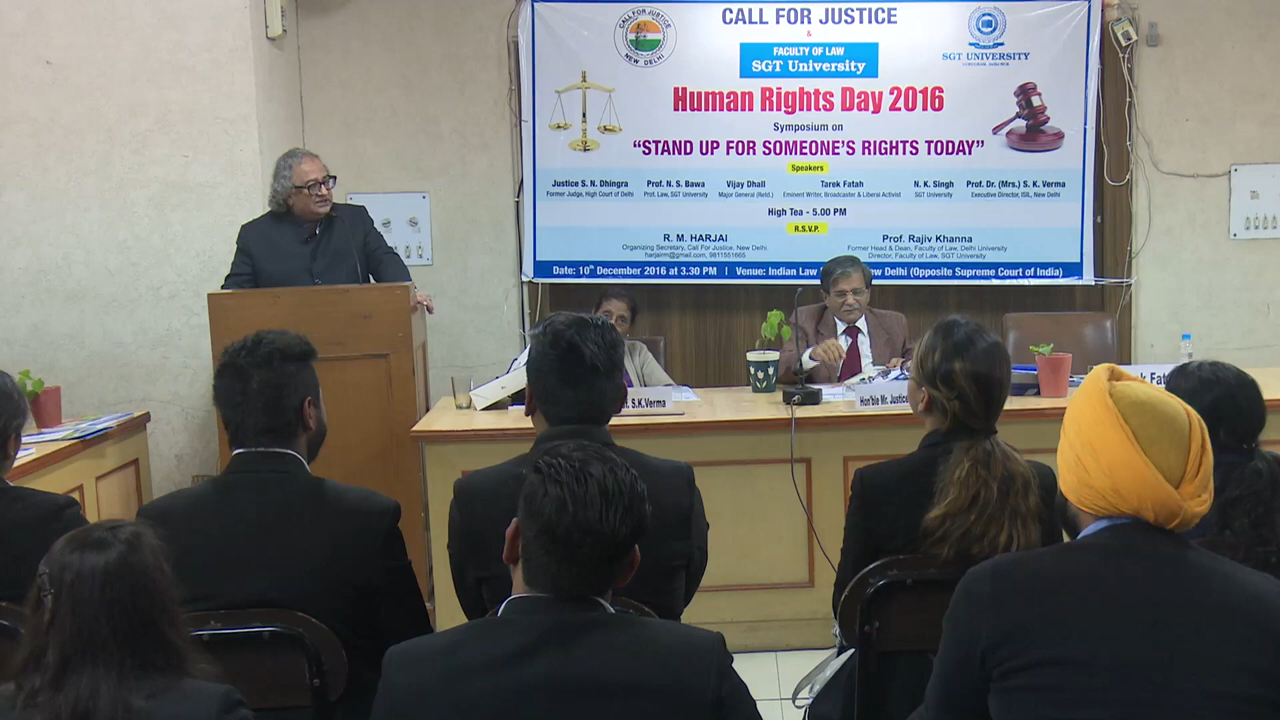 CALL FOR JUSTICE
&
FACULTY OF LAW
SGT University
CALL FOR JUSTICE
NEW DELHI
SGT UNIVERSITY
Human Rights Day 2016
Symposium on
"STAND UP FOR SOMEONE'S RIGHTS TODAY"
Speakers
Justice S. N. Dhingra
Former Judge, High Court of Delhi
Prof. N. S. Bawa
Prof. Law, SGT University
Vijay Dhall
Major General (Retd.)
Tarek Fatah
Eminent Writer, Broadcaster & Liberal Activist
N. K. Singh
SGT University
Prof. Dr. (Mrs.) S. K. Verma
Executive Director, ISIL, New Delhi
High Tea - 5.00 PM
R.S.V.P.
R. M. HARJAI
Organizing Secretary, Call For Justice, New Delhi.
harjairm@gmail.com, 9811551665
Prof. Rajiv Khanna
Former Head & Dean, Faculty of Law, Delhi University
Director, Faculty of Law, SGT University
Date: 10th December 2016 at 3.30 PM | Venue: Indian Law New Delhi (Opposite Supreme Court of India)
S.K.Verma
Hon'ble Mr. Justice